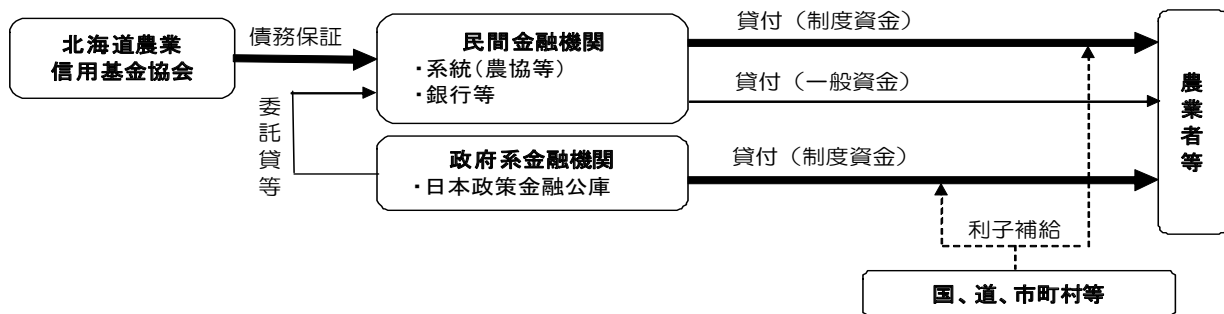 北海道農業
信用基金協会
債務保証
民間金融機関
・系統(農協等)
・銀行等
貸付（制度資金）
貸付（一般資金）
農業者等
委託貸等
政府系金融機関
・日本政策金融公庫
貸付（制度資金）
利子補給
国、道、市町村等